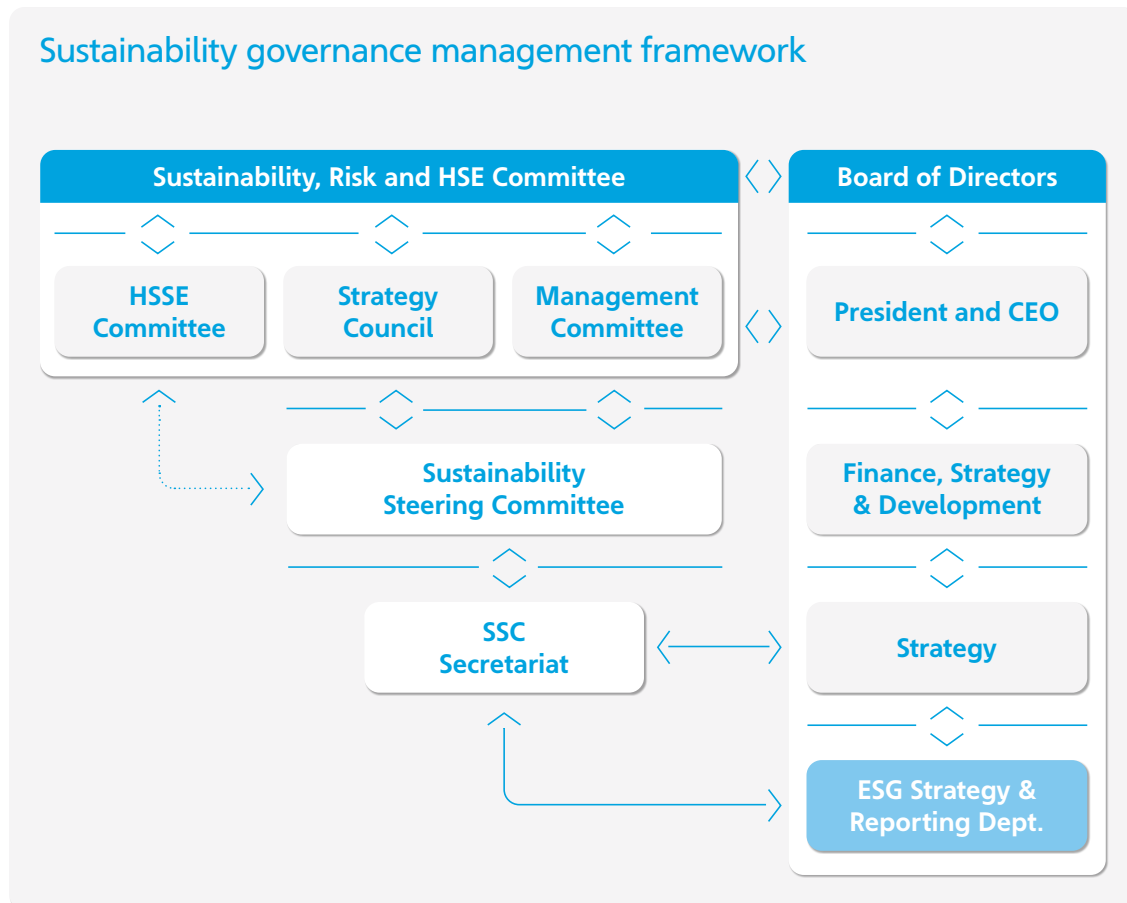 Sustainability governance management framework
Sustainability, Risk and HSE Committee
Board of Directors
HSSE
Committee
Strategy
Council
Management
Committee
President and CEO
Sustainability
Steering Committee
Finance, Strategy
& Development
SSC
Secretariat
Strategy
ESG Strategy &
Reporting Dept.